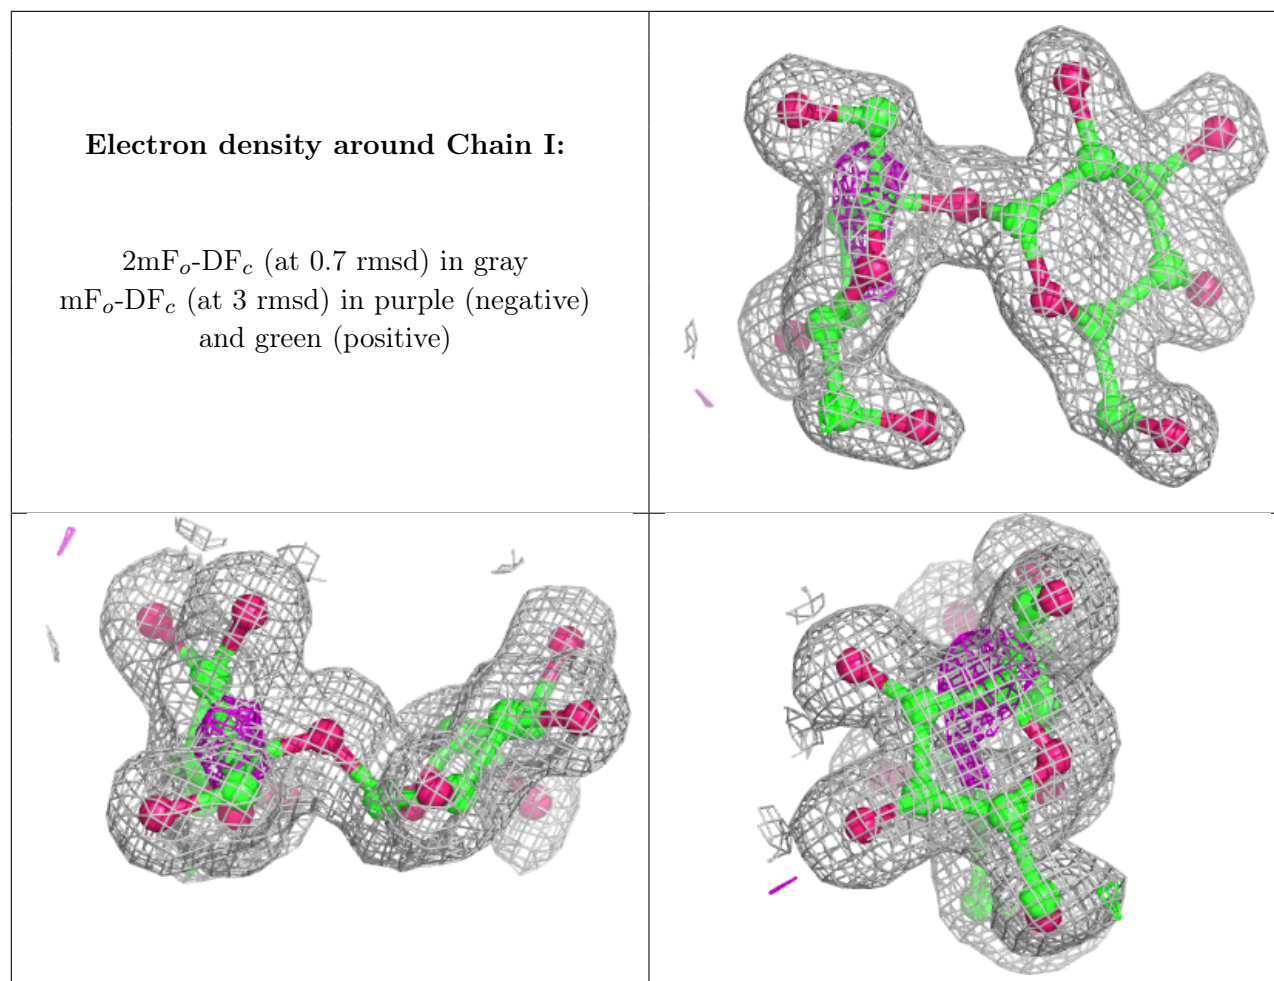 Electron density around Chain I:
2mFo-DFc (at 0.7 rmsd) in gray
mFo-DFc (at 3 rmsd) in purple (negative)
and green (positive)